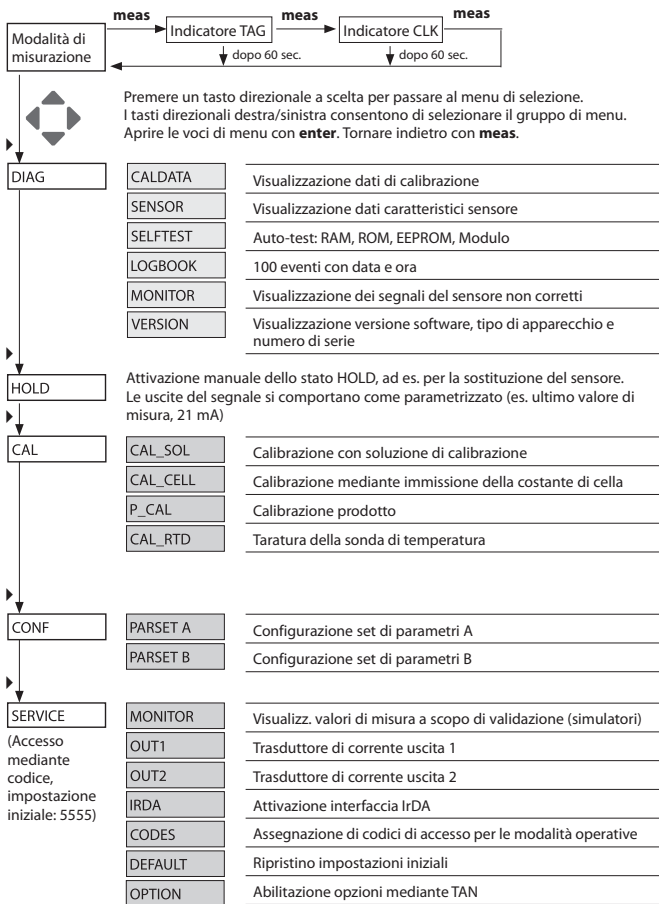 meas
meas
meas
Modalità di
misurazione
Indicatore TAG
Indicatore CLK
dopo 60 sec.
dopo 60 sec.
Premere un tasto direzionale a scelta per passare al menu di selezione.
I tasti direzionali destra/sinistra consentono di selezionare il gruppo di menu.
Aprire le voci di menu con enter. Tornare indietro con meas.
DIAG
CALDATA
Visualizzazione dati di calibrazione
SENSOR
Visualizzazione dati caratteristici sensore
SELFTEST
Auto-test: RAM, ROM, EEPROM, Modulo
LOGBOOK
100 eventi con data e ora
MONITOR
Visualizzazione dei segnali del sensore non corretti
VERSION
Visualizzazione versione software, tipo di apparecchio e
numero di serie
HOLD
Attivazione manuale dello stato HOLD, ad es. per la sostituzione del sensore.
Le uscite del segnale si comportano come parametrizzato (es. ultimo valore di
misura, 21 mA)
CAL
CAL_SOL
Calibrazione con soluzione di calibrazione
CAL_CELL
Calibrazione mediante immissione della costante di cella
P_CAL
Calibrazione prodotto
CAL_RTD
Taratura della sonda di temperatura
CONF
PARSET A
Configurazione set di parametri A
PARSET B
Configurazione set di parametri B
SERVICE
(Accesso
mediante
codice,
impostazione
iniziale: 5555)
MONITOR
Visualizz. valori di misura a scopo di validazione (simulatori)
OUT1
Trasduttore di corrente uscita 1
OUT2
Trasduttore di corrente uscita 2
IRDA
Attivazione interfaccia IrDA
CODES
Assegnazione di codici di accesso per le modalità operative
DEFAULT
Ripristino impostazioni iniziali
OPTION
Abilitazione opzioni mediante TAN